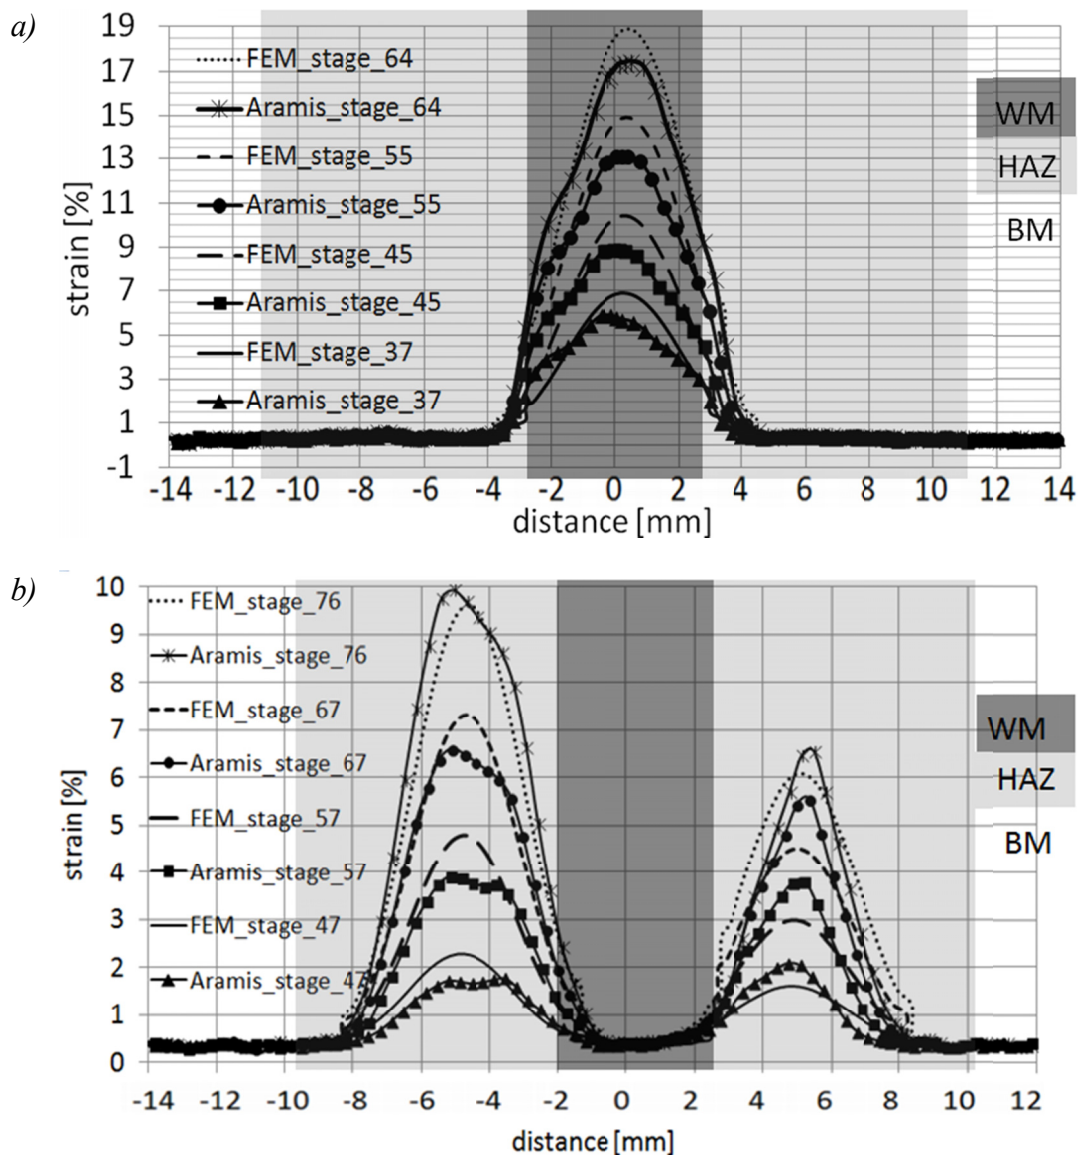 a)
19
17
15
13
11
9
7
5
3
1
-1
strain [%]
FEM_stage_64
Aramis_stage_64
FEM_stage_55
Aramis_stage_55
FEM_stage_45
Aramis_stage_45
FEM_stage_37
Aramis_stage_37
WM
HAZ
BM
-14 -12 -10 -8 -6 -4 -2 0 2 4 6 8 10 12 14
distance [mm]
b)
10
9
8
7
6
5
4
3
2
1
0
strain [%]
FEM_stage_76
Aramis_stage_76
FEM_stage_67
Aramis_stage_67
FEM_stage_57
Aramis_stage_57
FEM_stage_47
Aramis_stage_47
WM
HAZ
BM
-14 -12 -10 -8 -6 -4 -2 0 2 4 6 8 10 12
distance [mm]